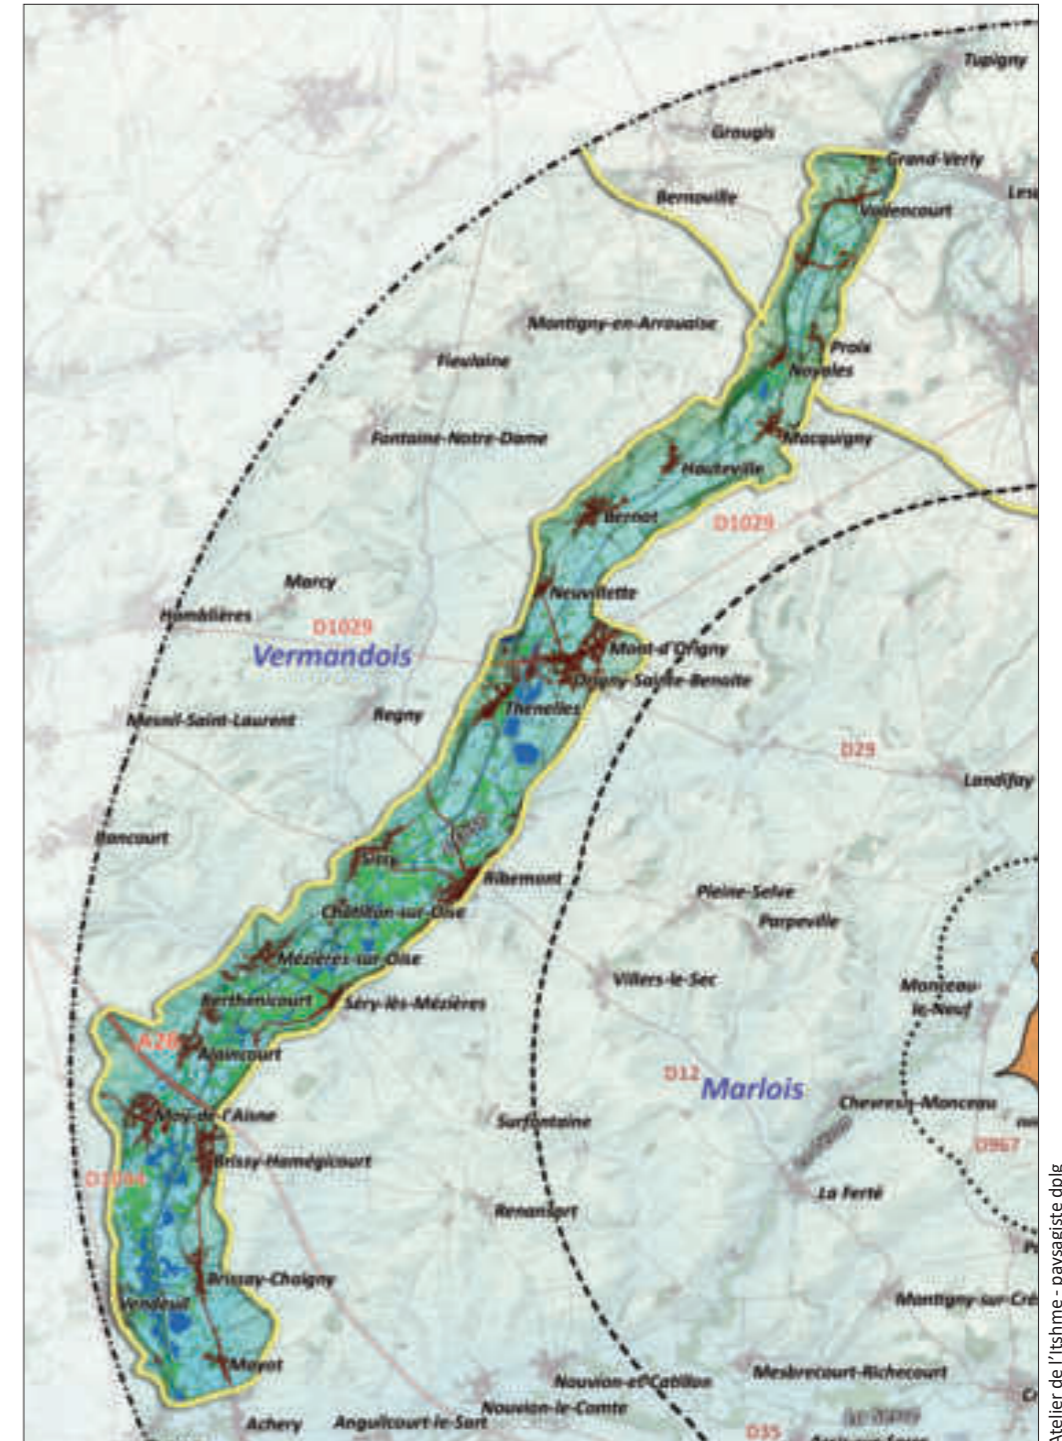 Tupigny
Grougis
Grand-Verly
Bernoville
Vadencourt
Montigny-en-Arrouaise
Proix
Fieulaine
Noyales
Fontaine-Notre-Dame
Macquigny
Hauteville
Bernot
D1029
Marcy
Neuvillette
Homblières
D1029
Vermandois
Mont-d'Origny
Origny-Sainte-Benoite
Thenelles
Regny
Mesnil-Saint-Laurent
D29
Landifay
Sissy
Ribemont
Pleine-Selve
Châtillon-sur-Oise
Parpeville
Mézières-sur-Oise
Villers-le-Sec
Monceau-
le-Neuf
Berthenicourt
Séry-lès-Mézières
A26
Alaincourt
D12
Marlois
Chevresis-Monceau
Moÿ-de-l'Aisne
Surfontaine
D967
Brissy-Hamégicourt
La Ferté
Renansart
Brissay-Choigny
Vendeuil
Montigny-sur-Cré
Mayot
Mesbrecourt-Richecourt
Nouvion-et-Catillon
Nouvion-le-Comte
Achery
Anguilcourt-le-Sart
D35
Atelier de l'Itshme - paysagiste dplg